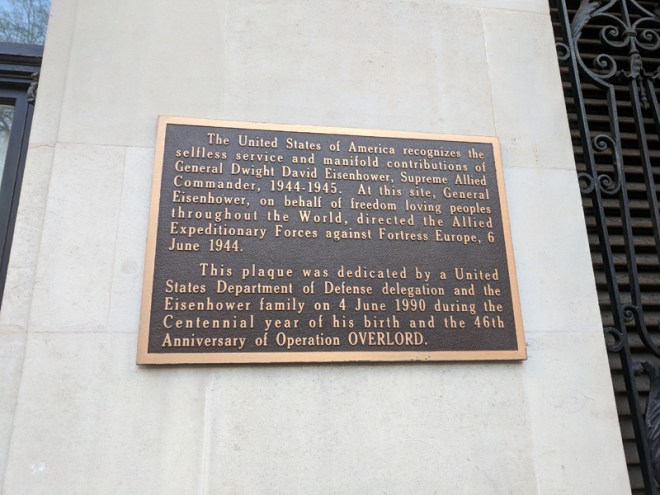 The United States of America recognizes the
selfless service and manifold contributions of
General Dwight David Eisenhower, Supreme Allied
Commander, 1944-1945. At this site, General
Eisenhower, on behalf of freedom loving peoples
throughout the World, directed the Allied
Expeditionary Forces against Fortress Europe, 6
June 1944.
This plaque was dedicated by a United
States Department of Defense delegation and the
Eisenhower family on 4 June 1990 during the
Centennial year of his birth and the 46th
Anniversary of Operation OVERLORD.